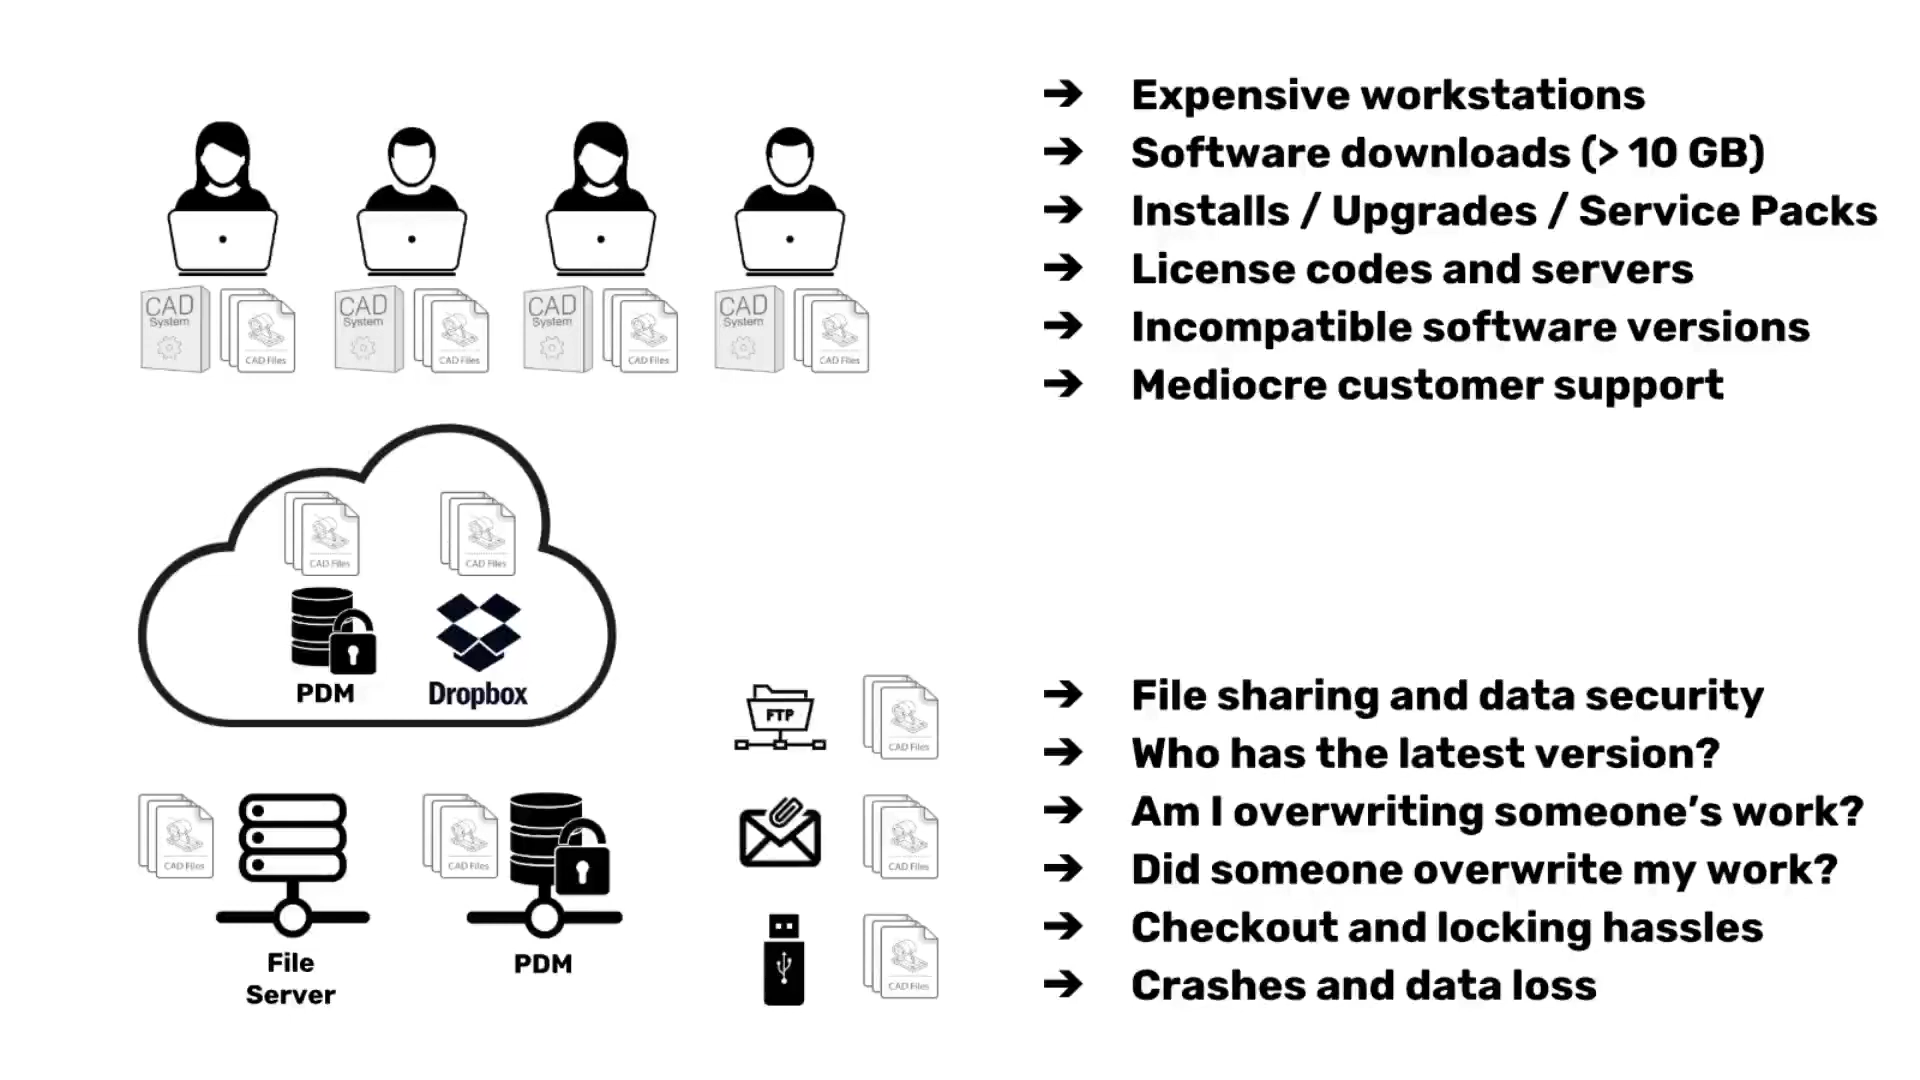 Expensive workstations
Software downloads (> 10 GB)
Installs / Upgrades / Service Packs
License codes and servers
Incompatible software versions
Mediocre customer support
CAD
System
CAD Files
CAD
System
CAD Files
CAD
System
CAD Files
CAD
System
CAD Files
CAD Files
CAD Files
PDM
Dropbox
FTP
CAD Files
CAD Files
File
Server
CAD Files
PDM
CAD Files
CAD Files
File sharing and data security
Who has the latest version?
Am I overwriting someone’s work?
Did someone overwrite my work?
Checkout and locking hassles
Crashes and data loss